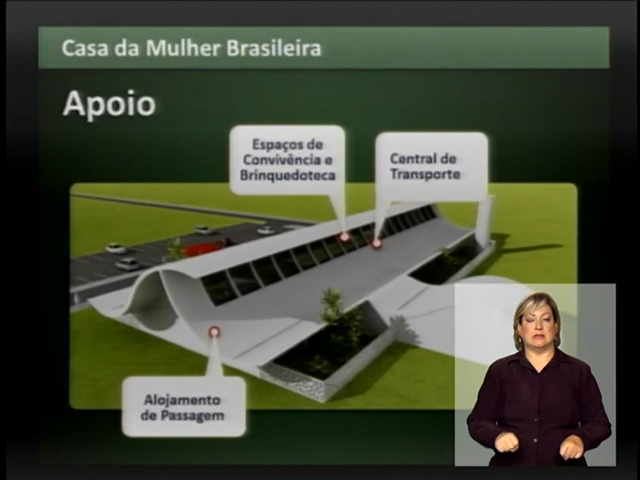 Casa da Mulher Brasileira
Apoio
Espaços de
Convivência e
Brinquedoteca
Central de
Transporte
Alojamento
de Passagem